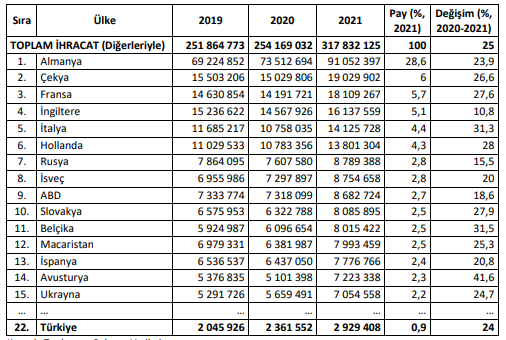 Sıra Ülke 2019 2020 2021 Pay (%, 2021) Değişim (%, 2020-2021)
TOPLAM İHRACAT (Diğerleriyle) 251 864 773 254 169 032 317 832 125 100 25
1. Almanya 69 224 852 73 512 694 91 052 397 28,6 23,9
2. Çekya 15 503 206 15 029 806 19 029 902 6 26,6
3. Fransa 14 630 854 14 191 721 18 109 267 5,7 27,6
4. İngiltere 15 236 622 14 567 926 16 137 559 5,1 10,8
5. İtalya 11 685 217 10 758 035 14 125 728 4,4 31,3
6. Hollanda 11 029 533 10 783 356 13 801 304 4,3 28
7. Rusya 7 864 095 7 607 580 8 789 388 2,8 15,5
8. İsveç 6 955 986 7 297 897 8 754 658 2,8 20
9. ABD 7 333 774 7 318 099 8 682 724 2,7 18,6
10. Slovakya 6 575 953 6 322 788 8 085 895 2,5 27,9
11. Belçika 5 924 987 6 096 654 8 015 422 2,5 31,5
12. Macaristan 6 979 331 6 381 987 7 993 459 2,5 25,3
13. İspanya 6 536 537 6 437 050 7 776 766 2,4 20,8
14. Avusturya 5 376 835 5 101 398 7 223 338 2,3 41,6
15. Ukrayna 5 291 726 5 659 491 7 054 558 2,2 24,7
... ... ... ... ... ... ...
22. Türkiye 2 045 926 2 361 552 2 929 408 0,9 24